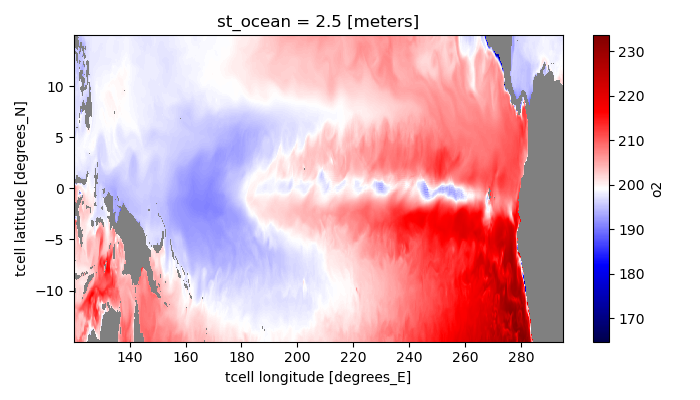 st_ocean = 2.5 [meters]
10
5
0
−5
−10
tcell latitude [degrees_N]
140 160 180 200 220 240 260 280
tcell longitude [degrees_E]
230
220
210
200
190
180
170
o2